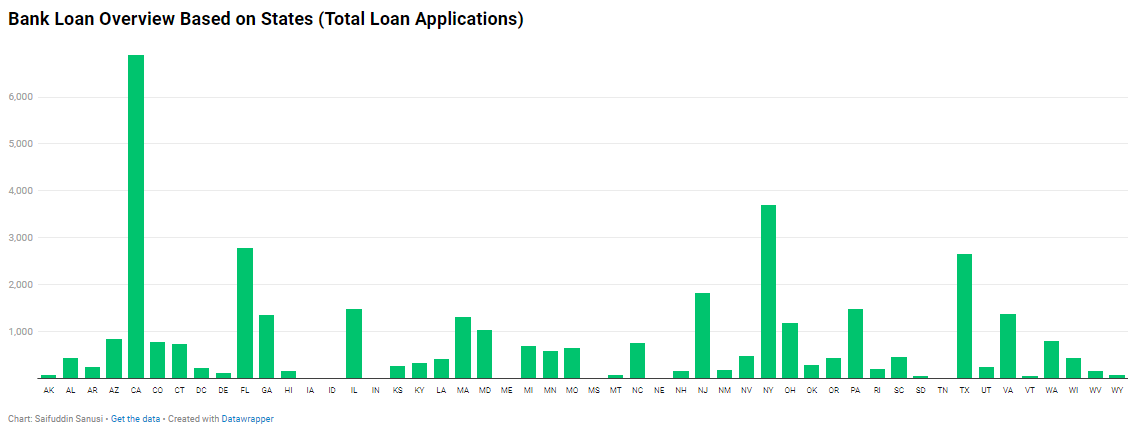 Bank Loan Overview Based on States (Total Loan Applications)
6,000
5,000
4,000
3,000
2,000
1,000
AK AL AR AZ CA CO CT DC DE FL GA HI IA ID IL IN KS KY LA MA MD ME MI MN MO MS MT NC NE NH NJ NM NV NY OH OK OR PA RI SC SD TN TX UT VA VT WA WI WV WY
Chart: Saifuddin Sanusi • Get the data • Created with Datawrapper